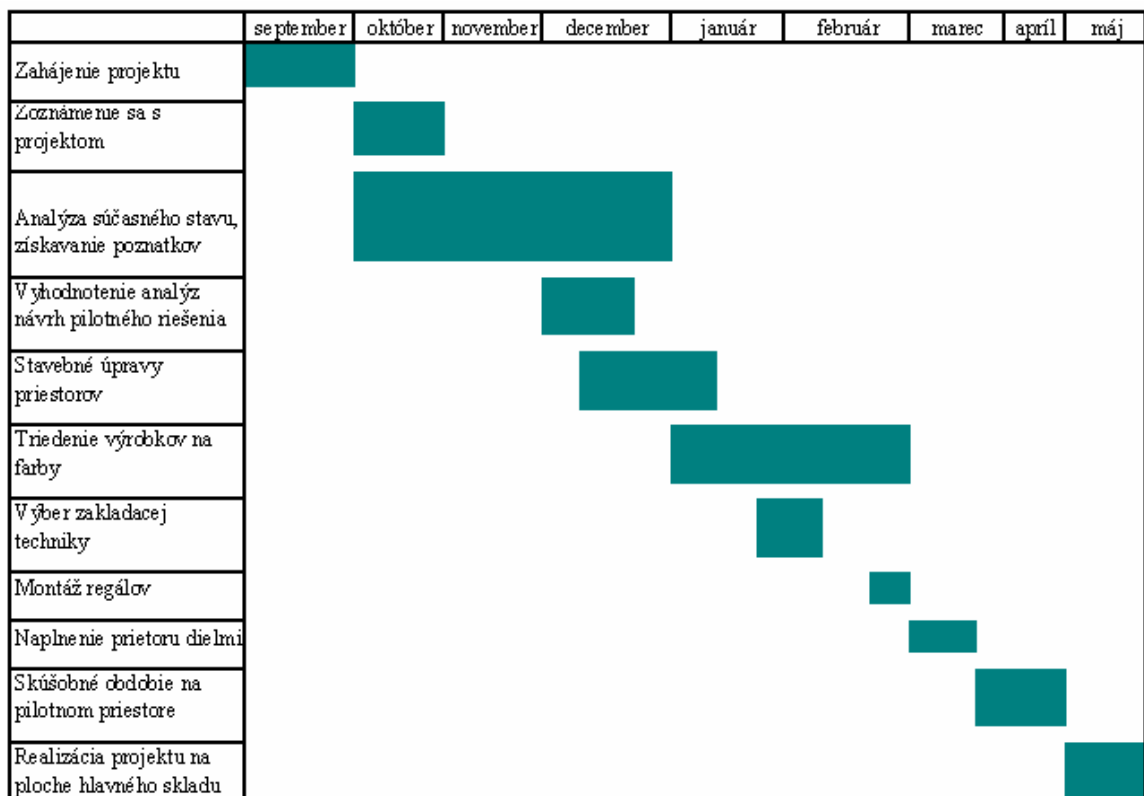 september október november december január február marec apríl máj
Zahájenie projektu
Zoznámenie sa s
projektom
Analýza súčasného stavu,
získavanie poznatkov
Vyhodnotenie analýz
návrh pilotného riešenia
Stavebné úpravy
priestorov
Triedenie výrobkov na
farby
Výber zakladacej
techniky
Montáž regálov
Naplnenie prietoru dielmi
Skúšobné obdobie na
pilotnom priestore
Realizácia projektu na
ploche hlavného skladu